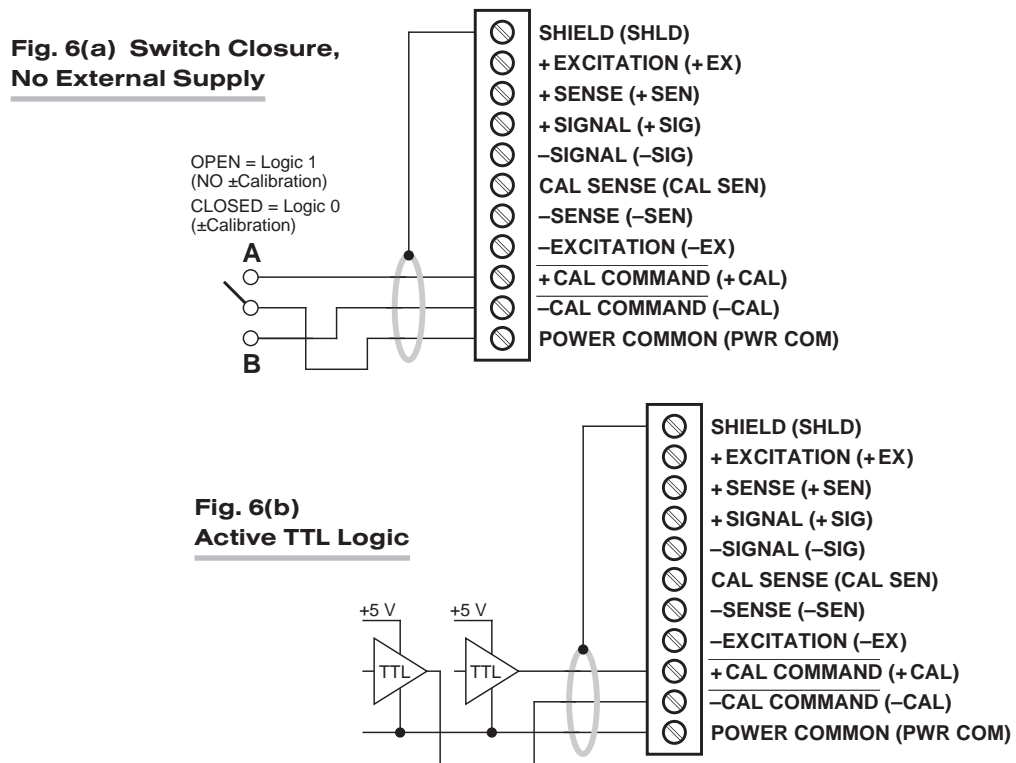 Fig. 6(a) Switch Closure,
No External Supply
OPEN = Logic 1
(NO ±Calibration)
CLOSED = Logic 0
(±Calibration)
A
B
SHIELD (SHLD)
+EXCITATION (+EX)
+SENSE (+SEN)
+SIGNAL (+SIG)
–SIGNAL (–SIG)
CAL SENSE (CAL SEN)
–SENSE (–SEN)
–EXCITATION (–EX)
+CAL COMMAND (+CAL)
–CAL COMMAND (–CAL)
POWER COMMON (PWR COM)
Fig. 6(b)
Active TTL Logic
+5 V
+5 V
TTL
TTL
SHIELD (SHLD)
+EXCITATION (+EX)
+SENSE (+SEN)
+SIGNAL (+SIG)
–SIGNAL (–SIG)
CAL SENSE (CAL SEN)
–SENSE (–SEN)
–EXCITATION (–EX)
+CAL COMMAND (+CAL)
–CAL COMMAND (–CAL)
POWER COMMON (PWR COM)